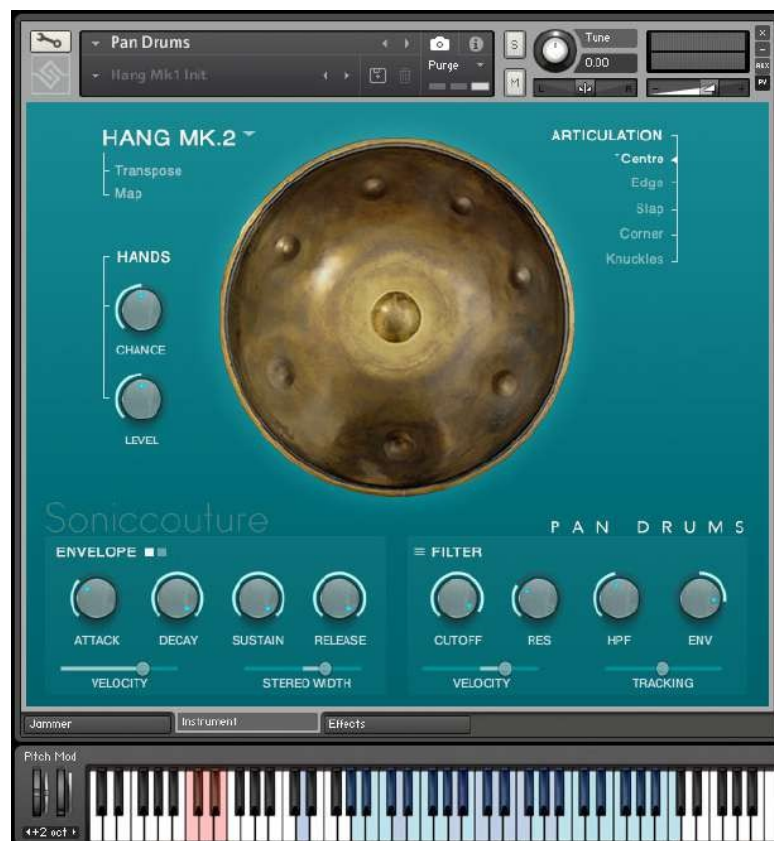 Pan Drums
Hang Mk1 Init
Purge
S
M
Tune
0.00
L R
- +
x
-
AUX
PV
HANG MK.2
Transpose
Map
ARTICULATION
Centre
Edge
Slap
Corner
Knuckles
HANDS
CHANCE
LEVEL
Soniccouture
PAN DRUMS
ENVELOPE
ATTACK DECAY SUSTAIN RELEASE
VELOCITY STEREO WIDTH
FILTER
CUTOFF RES HPF ENV
VELOCITY TRACKING
Jammer Instrument Effects
Pitch Mod
+2 oct